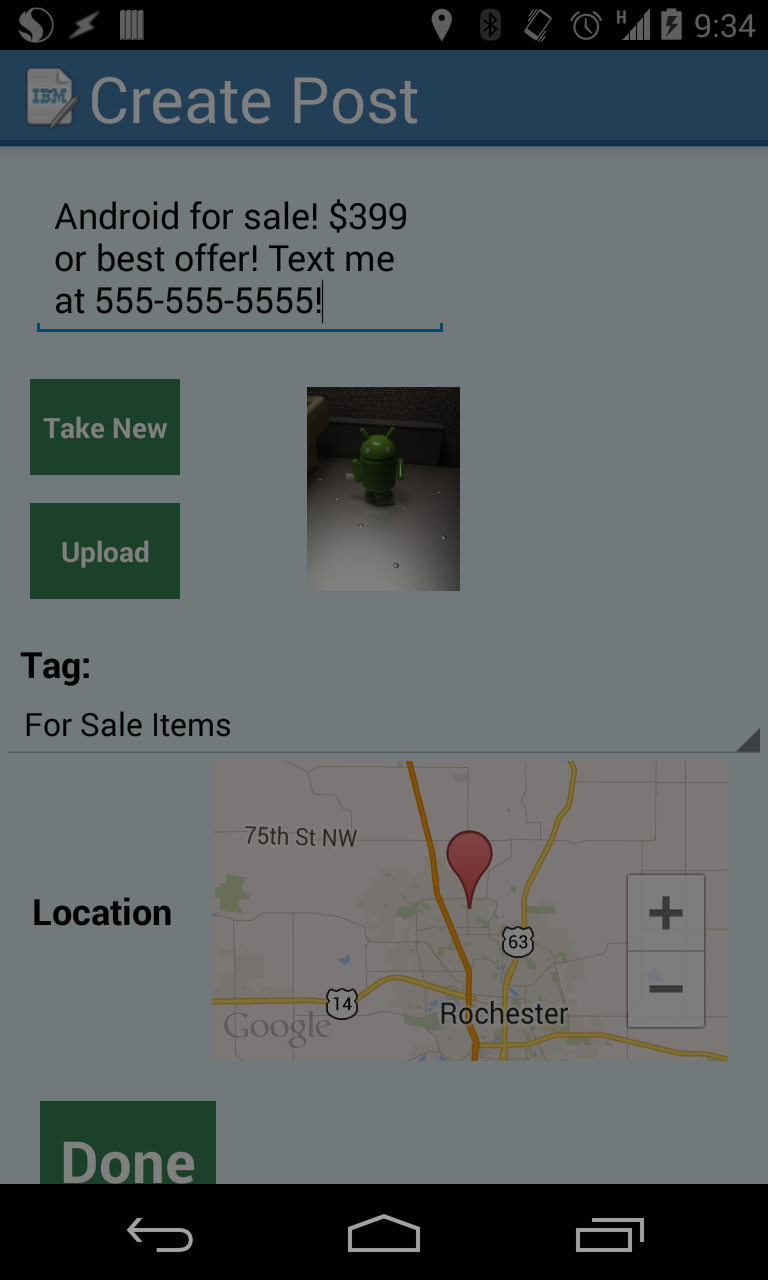 H 9:34
IBM Create Post
Android for sale! $399
or best offer! Text me
at 555-555-5555!
Take New
Upload
Tag:
For Sale Items
75th St NW
Location
63
14
Rochester
Google
Done